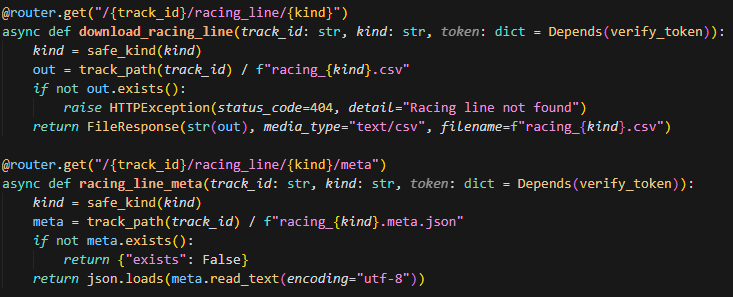 @router.get("/{track_id}/racing_line/{kind}")
async def download_racing_line(track_id: str, kind: str, token: dict = Depends(verify_token)):
    kind = safe_kind(kind)
    out = track_path(track_id) / f"racing_{kind}.csv"
    if not out.exists():
        raise HTTPException(status_code=404, detail="Racing line not found")
    return FileResponse(str(out), media_type="text/csv", filename=f"racing_{kind}.csv")

@router.get("/{track_id}/racing_line/{kind}/meta")
async def racing_line_meta(track_id: str, kind: str, token: dict = Depends(verify_token)):
    kind = safe_kind(kind)
    meta = track_path(track_id) / f"racing_{kind}.meta.json"
    if not meta.exists():
        return {"exists": False}
    return json.loads(meta.read_text(encoding="utf-8"))